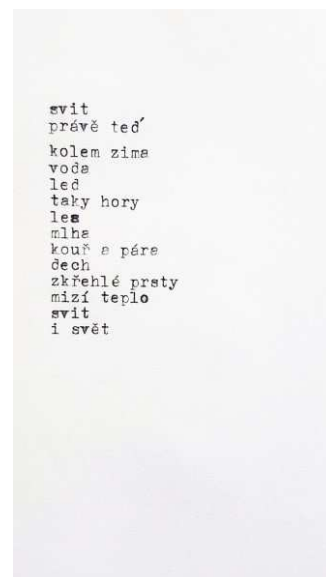 svit
právě teď
kolem zima
voda
led
taky hory
les
mlha
kouř a pára
dech
zkřehlé prsty
mizí teplo
svit
i svět